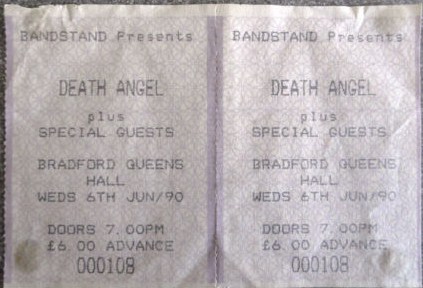 BANDSTAND Presents
DEATH ANGEL
plus
SPECIAL GUESTS
BRADFORD QUEENS
HALL
WEDS 6TH JUN/90
DOORS 7.00PM
£6.00 ADVANCE
000108
BANDSTAND Presents
DEATH ANGEL
plus
SPECIAL GUESTS
BRADFORD QUEENS
HALL
WEDS 6TH JUN/90
DOORS 7.00PM
£6.00 ADVANCE
000108